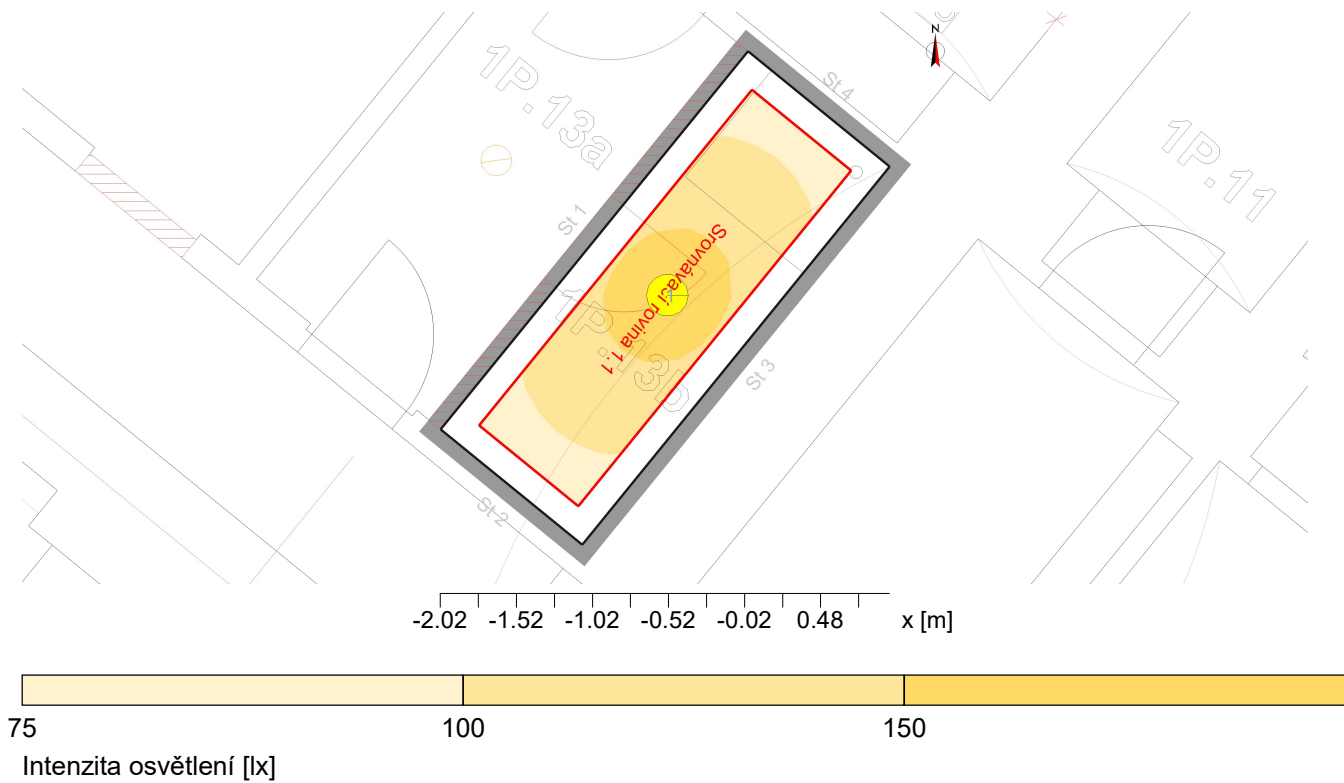 N
1P.13a
St 4
1P.11
St 1
Srovnávací rovina 1.1
1P.13b
St 3
St 2
-2.02 -1.52 -1.02 -0.52 -0.02 0.48 x [m]
75 100 150
Intenzita osvětlení [lx]